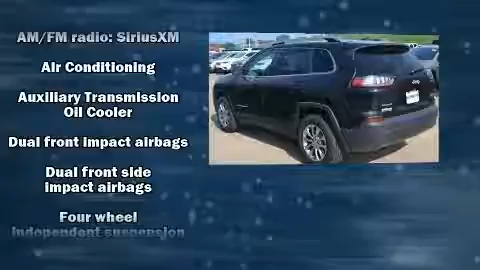 AM/FM radio: SiriusXM
Air Conditioning
Auxiliary Transmission
Oil Cooler
Dual front impact airbags
Dual front side
impact airbags
Four wheel
independent suspension
Jeep